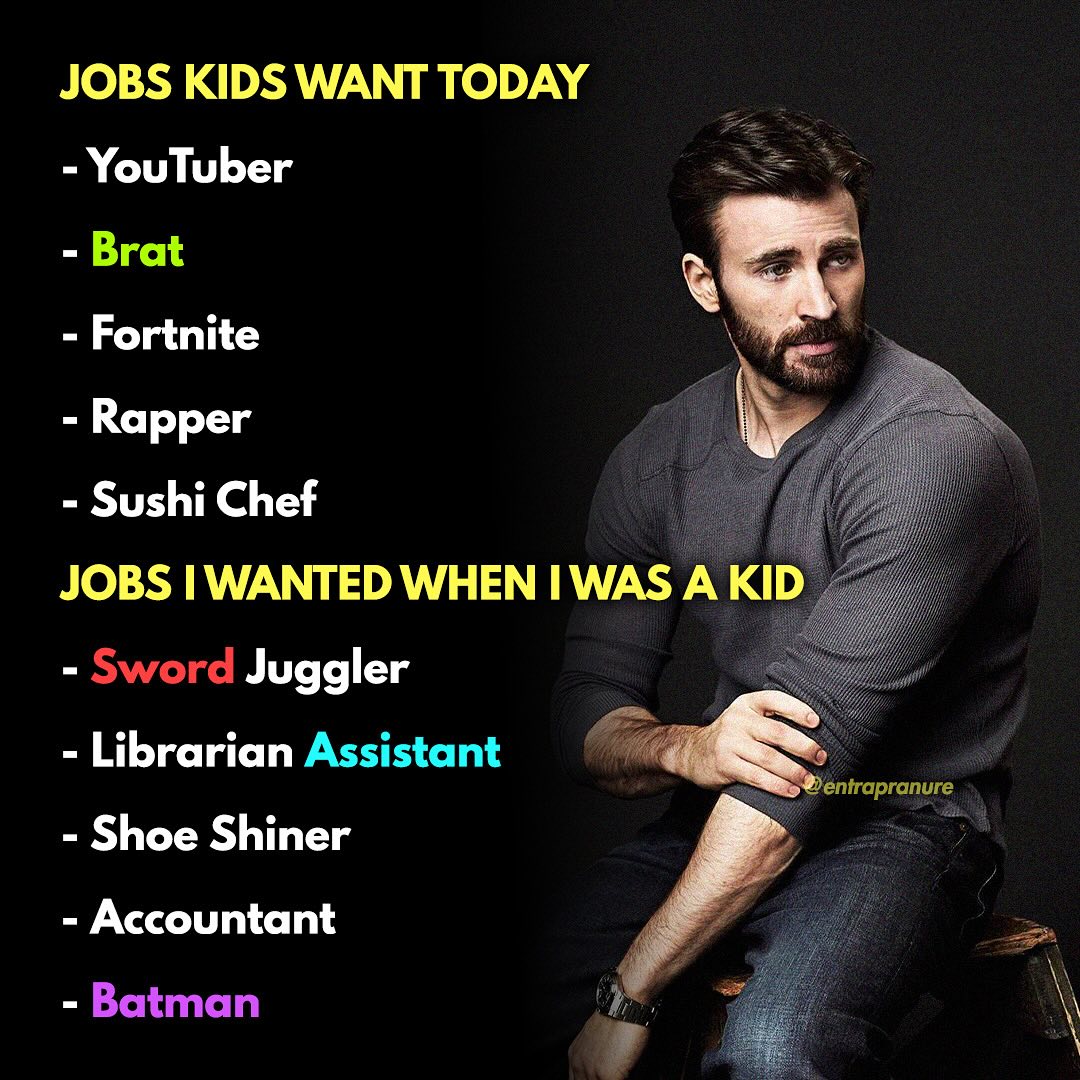 JOBS KIDS WANT TODAY
- YouTuber
- Brat
- Fortnite
- Rapper
- Sushi Chef
JOBS I WANTED WHEN I WAS A KID
- Sword Juggler
- Librarian Assistant
- Shoe Shiner
- Accountant
- Batman
@entrapranure